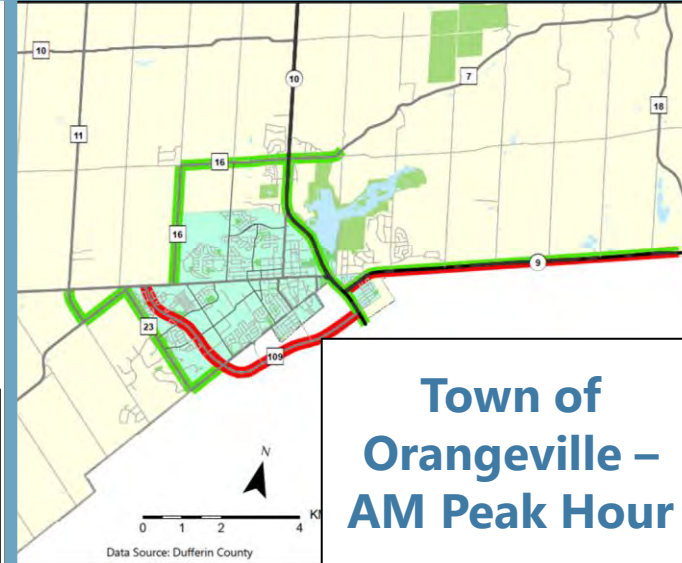 10
10
7
11
18
16
16
9
23
109
N
0 1 2 4
Data Source: Dufferin County
Town of
Orangeville –
AM Peak Hour